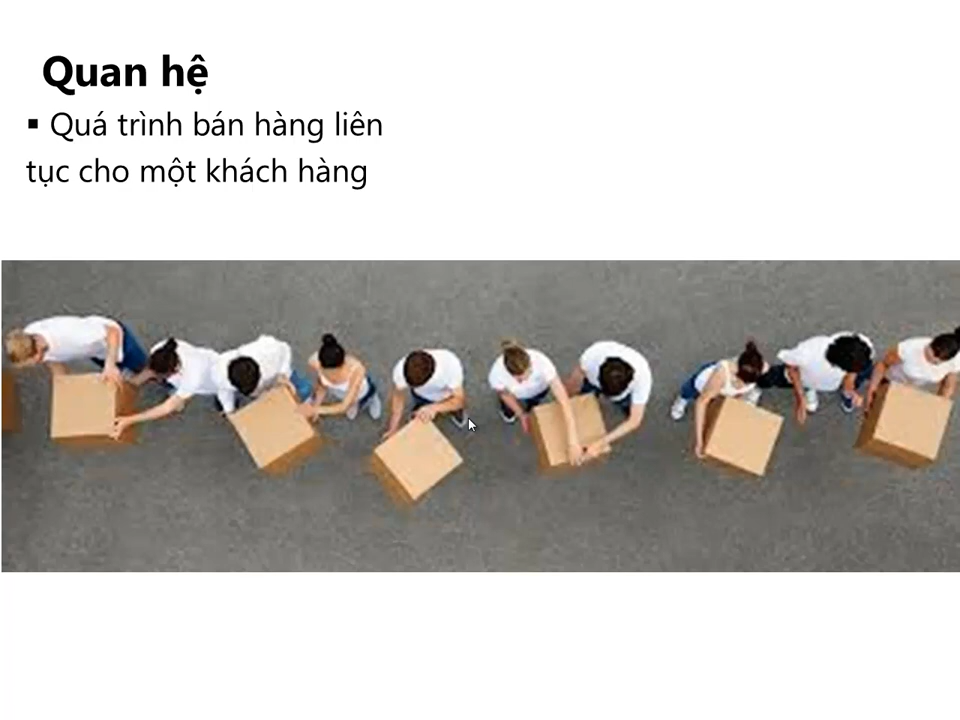 Quan hệ
▪ Quá trình bán hàng liên
tục cho một khách hàng